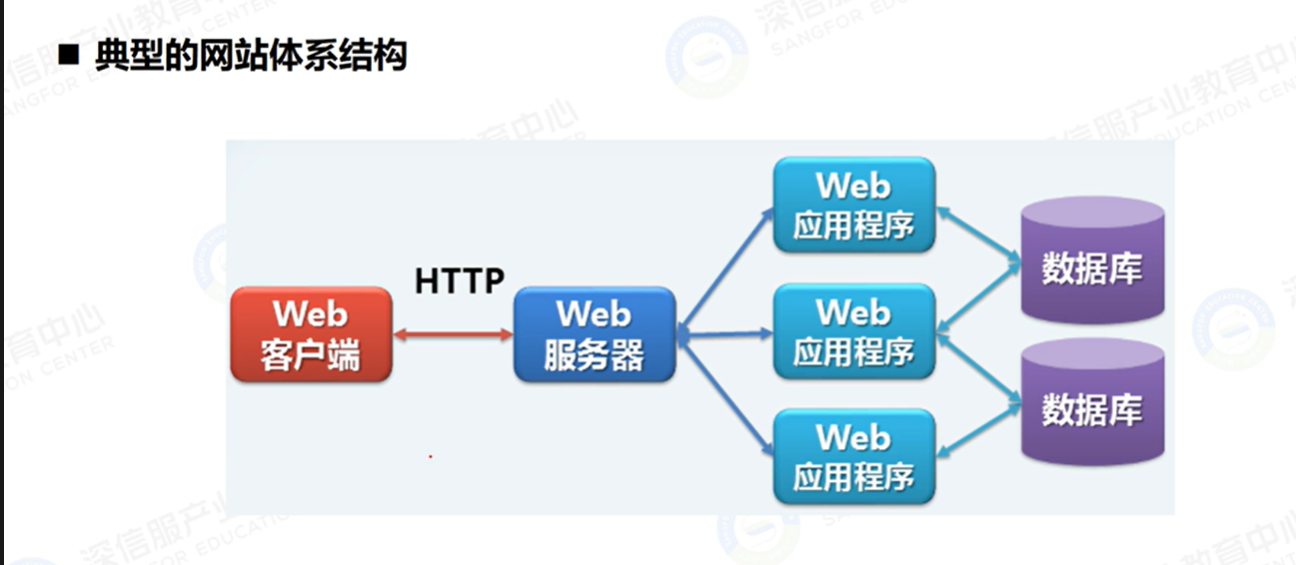 ■ 典型的网站体系结构
HTTP
Web
客户端
Web
服务器
Web
应用程序
Web
应用程序
Web
应用程序
数据库
数据库
深信服产业教育中心
SANGFOR EDUCATION CENTER